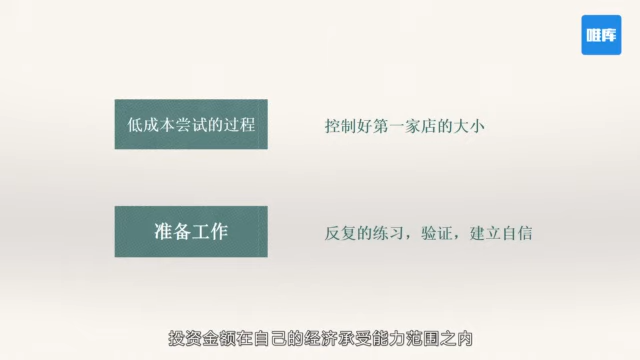 唯库
低成本尝试的过程
控制好第一家店的大小
准备工作
反复的练习，验证，建立自信
投资金额在自己的经济承受能力范围之内